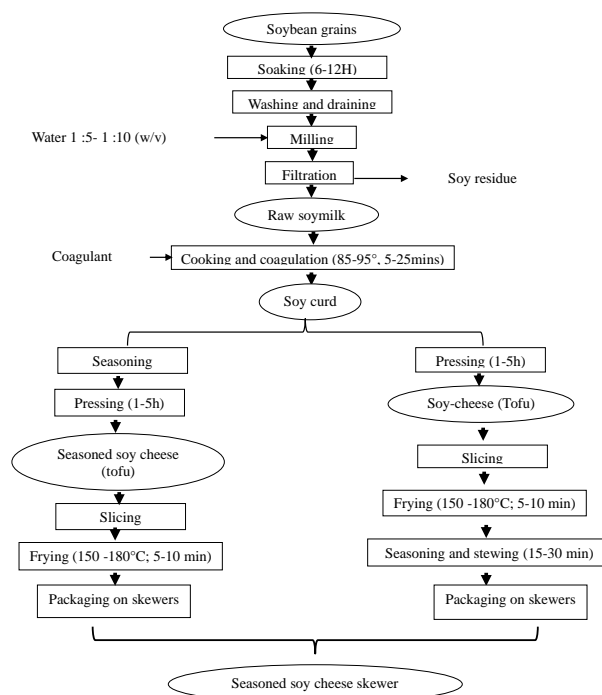 Soybean grains
Soaking (6-12H)
Washing and draining
Water 1 :5- 1 :10 (w/v)
Milling
Filtration
Soy residue
Raw soymilk
Coagulant
Cooking and coagulation (85-95°, 5-25mins)
Soy curd
Seasoning
Pressing (1-5h)
Seasoned soy cheese
(tofu)
Slicing
Frying (150 -180°C; 5-10 min)
Packaging on skewers
Pressing (1-5h)
Soy-cheese (Tofu)
Slicing
Frying (150 -180°C; 5-10 min)
Seasoning and stewing (15-30 min)
Packaging on skewers
Seasoned soy cheese skewer